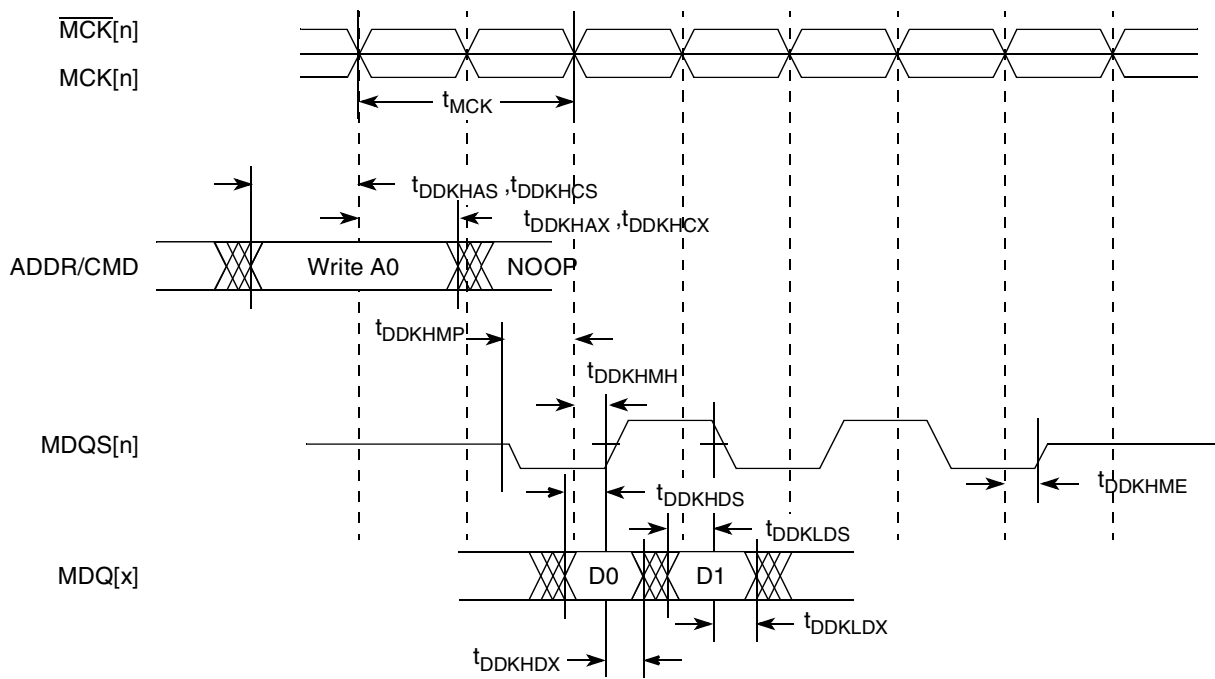 MCK[n]
MCK[n]
tMCK
tDDKHAS ,tDDKHCS
tDDKHAX ,tDDKHCX
ADDR/CMD
Write A0
NOOP
tDDKHMP
tDDKHMH
MDQS[n]
tDDKHDS
tDDKHME
tDDKLDS
MDQ[x]
D0
D1
tDDKLDX
tDDKHDX